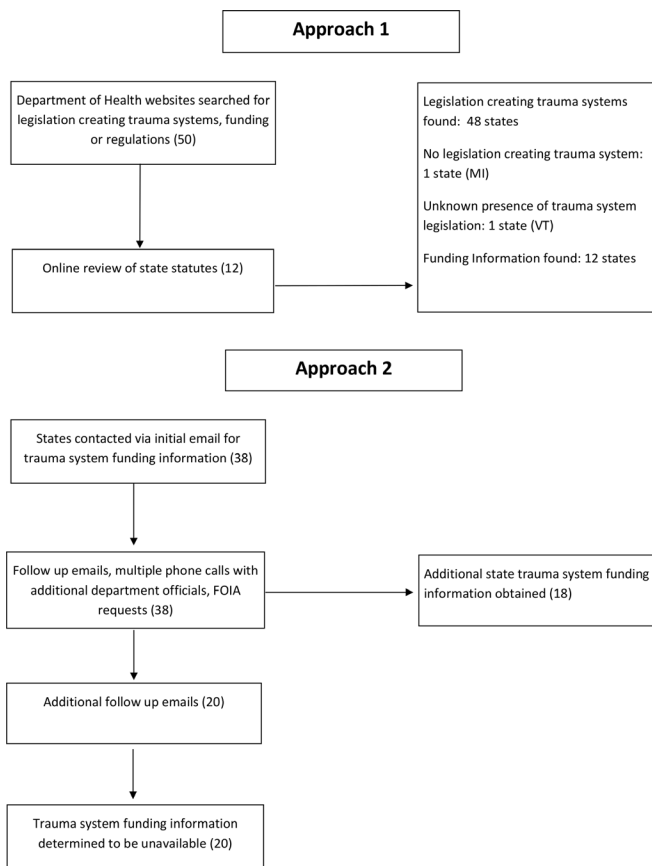 Approach 1
Department of Health websites searched for
legislation creating trauma systems, funding
or regulations (50)
Online review of state statutes (12)
Legislation creating trauma systems
found:  48 states
No legislation creating trauma system:
1 state (MI)
Unknown presence of trauma system
legislation: 1 state (VT)
Funding Information found: 12 states
Approach 2
States contacted via initial email for
trauma system funding information (38)
Follow up emails, multiple phone calls with
additional department officials, FOIA
requests (38)
Additional state trauma system funding
information obtained (18)
Additional follow up emails (20)
Trauma system funding information
determined to be unavailable (20)